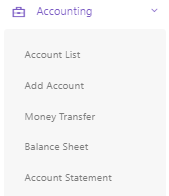 Accounting
Account List
Add Account
Money Transfer
Balance Sheet
Account Statement